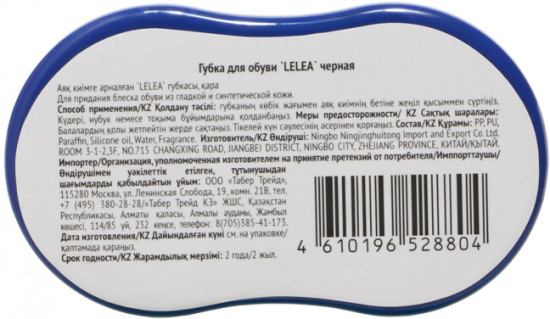 Губка для обуви `LELEA` черная
Аяқ киімге арналған `LELEA` губкасы,қара
Для придания блеска обуви из гладкой и синтетической кожи.
Способ применения/KZ Қолдану тәсілі: губканың көбік жағымен аяқ киімнің бетіне жеңіл қысыммен сүртіңіз.
Күдері, нубук немесе тоқыма бұйымдарына қолданбаңыз. Меры предосторожности/ KZ Сақтық шаралары:
Балалардың қолы жетпейтін жерде сақтаңыз. Тікелей күн сәулесінің әсерінен қорғаңыз. Состав/KZ Құрамы: PP, PU,
Paraffin, Silicone oil, Water, Fragrance. Изготовитель/KZ Өндіруші: Ningbo Ningjinghuitong Import and Export Co. Ltd.
ROOM 3-1-2,3F, NO.715 CHANGXING ROAD, JIANGBEI DISTRICT, NINGBO CITY, ZHEJIANG PROVINCE, КИТАЙ/ҚЫТАЙ.
Импортер/Организация, уполномоченная изготовителем на принятие претензий от потребителя/Импорттаушы/
Өндірушімен уәкілеттік етілген, тұтынушыдан
шағымдарды қабылдайтын ұйым: ООО «Табер Трейд»,
115280 Москва, ул. Ленинская Слобода, 19, комн. 21В, тел.
+7 (495) 380-28-28/«Табер Трейд КЗ» ЖШС, Қазақстан
Республикасы, Алматы қаласы, Алмалы ауданы, Жамбыл
көшесі, 114/85 үй, 232 кеңсе, тел. 8(705)385-41-173.
Дата изготовления/KZ Дайындалған күні см. на упаковке/
қаптамада қараңыз.
Срок годности/KZ Жарамдылық мерзімі: 2 года/2 жыл.
4 610196 528804